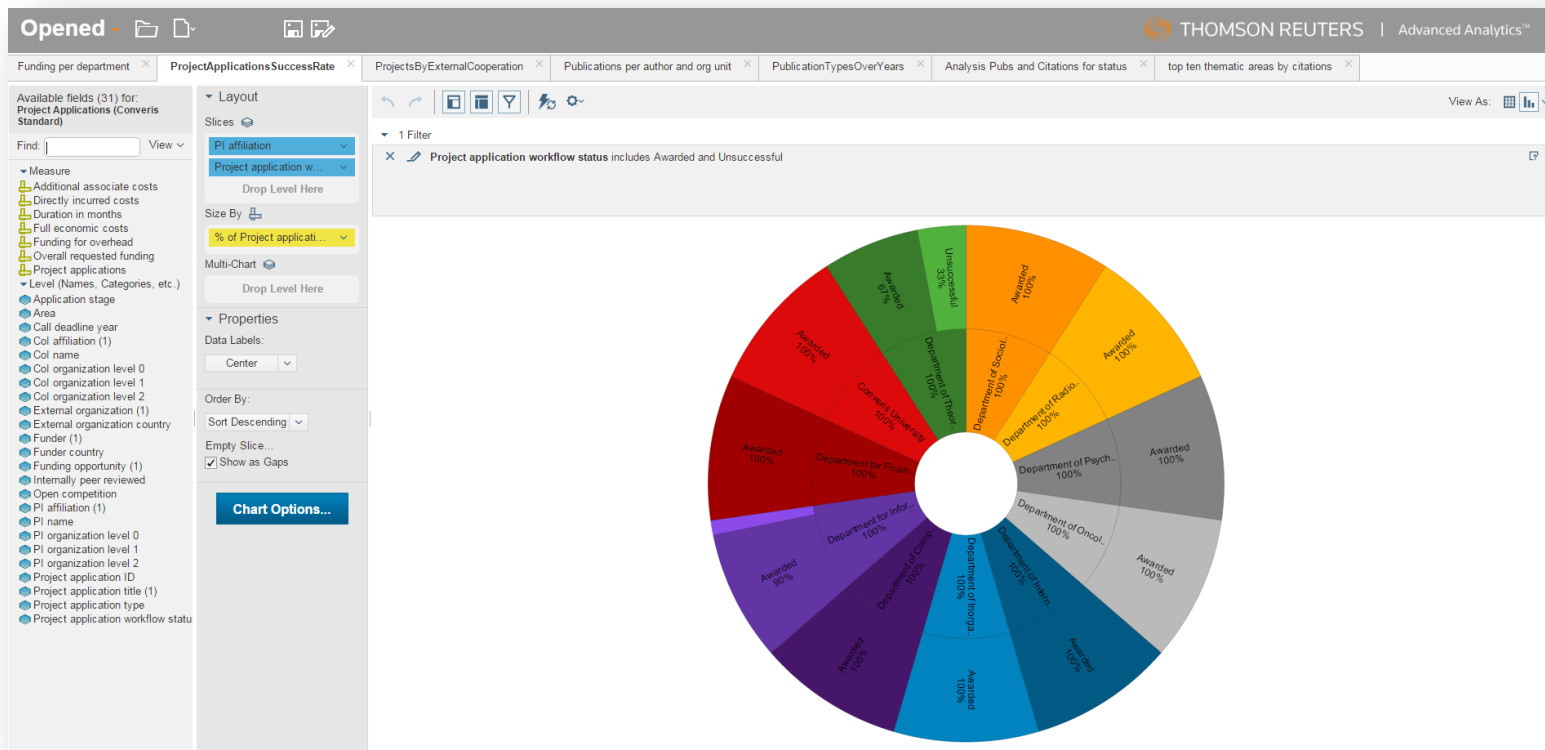 Opened
THOMSON REUTERS | Advanced Analytics™
Funding per department
ProjectApplicationsSuccessRate
ProjectsByExternalCooperation
Publications per author and org unit
PublicationTypesOverYears
Analysis Pubs and Citations for status
top ten thematic areas by citations
Available fields (31) for:
Project Applications (Converis
Standard)
Find:
View
Measure
Additional associate costs
Directly incurred costs
Duration in months
Full economic costs
Funding for overhead
Overall requested funding
Project applications
Level (Names, Categories, etc.)
Application stage
Area
Call deadline year
CoI affiliation (1)
CoI name
CoI organization level 0
CoI organization level 1
CoI organization level 2
External organization (1)
External organization country
Funder (1)
Funder country
Funding opportunity (1)
Internally peer reviewed
Open competition
PI affiliation (1)
PI name
PI organization level 0
PI organization level 1
PI organization level 2
Project application ID
Project application title (1)
Project application type
Project application workflow statu
Layout
Slices
PI affiliation
Project application w...
Drop Level Here
Size By
% of Project applicati...
Multi-Chart
Drop Level Here
Properties
Data Labels:
Center
Order By:
Sort Descending
Empty Slice...
Show as Gaps
Chart Options...
View As:
1 Filter
Project application workflow status includes Awarded and Unsuccessful
Awarded
100%
Department of Sociol..
100%
Awarded
100%
Department of Radio..
100%
Awarded
100%
Department of Psych..
100%
Awarded
100%
Department of Oncol..
100%
Awarded
100%
Department of Intern..
100%
Awarded
100%
Department of Inorga..
100%
Awarded
100%
Department of Comp..
100%
Awarded
90%
Department for Infor..
100%
Awarded
100%
Department for Finan..
100%
Awarded
100%
Converis University
100%
Awarded
67%
Unsuccessful
33%
Department of Theor..
100%